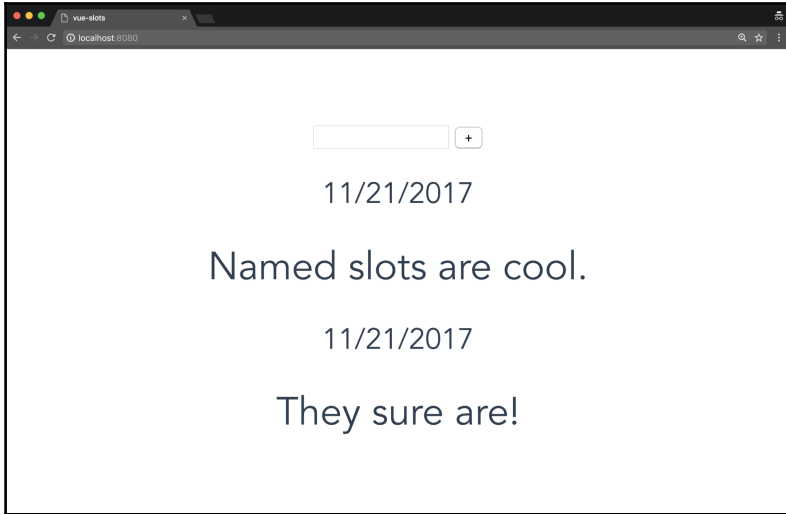 vue-slots
localhost:8080
+
11/21/2017
Named slots are cool.
11/21/2017
They sure are!